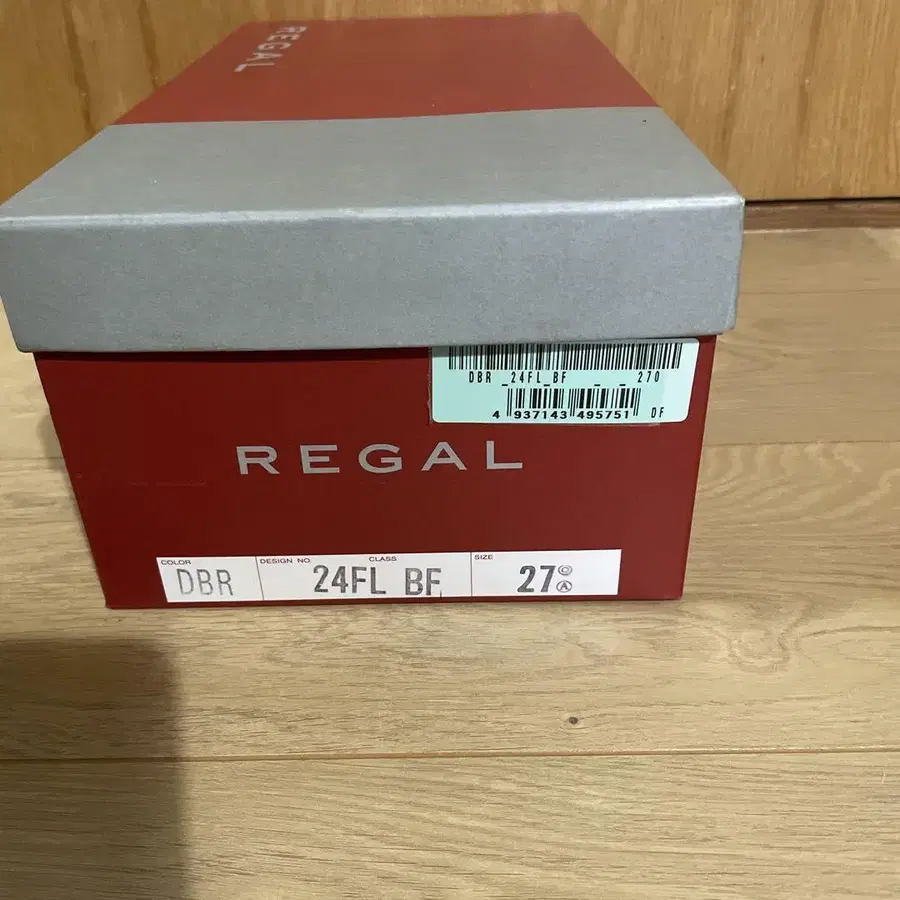 REGAL
DBR _24FL_BF _ _ 270
4 937143 495751 DF
REGAL
COLOR DESIGN NO. CLASS SIZE
DBR 24FL BF 27 ○ Ⓐ